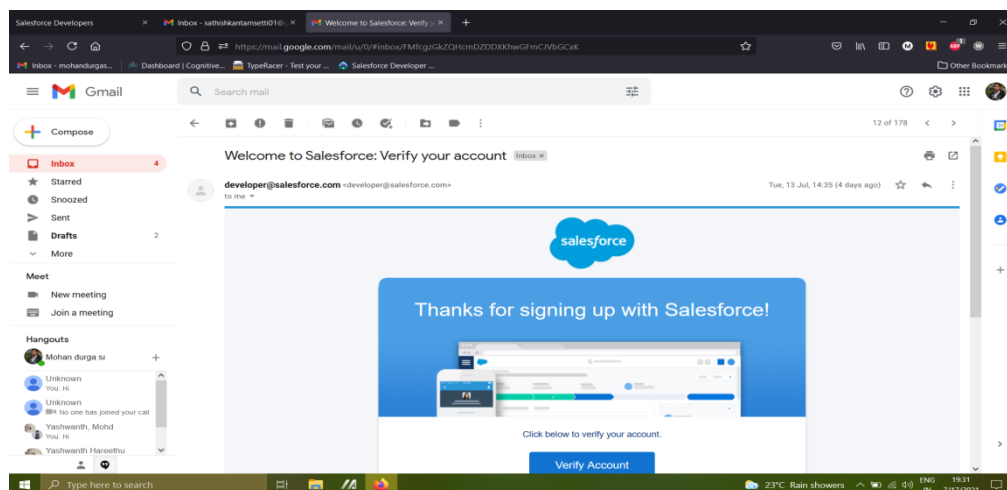 Salesforce Developers
Inbox - sathishkantamsetti01@
Welcome to Salesforce: Verify y
https://mail.google.com/mail/u/0/#inbox/FMfcgzGkZQHcmDZDDXKhwGFmCJVbGCxK
Inbox - mohandurgas...
Dashboard | Cognitive...
TypeRacer - Test your ...
Salesforce Developer ...
Other Bookmark
Gmail
Search mail
Compose
12 of 178
Inbox 4
Starred
Snoozed
Sent
Drafts 2
More
Meet
New meeting
Join a meeting
Hangouts
Mohan durga sa
Unknown
You: Hi
Unknown
No one has joined your call
Yashwanth, Mohd
You: Hi
Yashwanth Hareethu
Welcome to Salesforce: Verify your account Inbox x
developer@salesforce.com <developer@salesforce.com>
Tue, 13 Jul, 14:35 (4 days ago)
to me
salesforce
Thanks for signing up with Salesforce!
Click below to verify your account.
Verify Account
Type here to search
23°C Rain showers
ENG
IN
19:31
7/17/2021